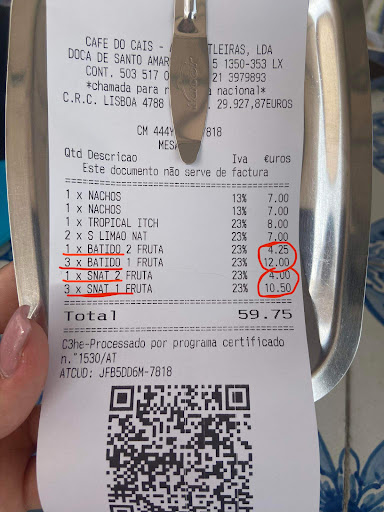 CAFE DO CAIS - ILEIRAS, LDA
DOCA DE SANTO AMAR 5 1350-353 LX
CONT. 503 517 0 21 3979893
*chamada para r nacional)*
C.R.C. LISBOA 4788 29.927,87EUROS
CM 444Y 7818
MESA
Qtd Descricao Iva €uros
Este documento não serve de factura
1 x NACHOS 13% 7.00
1 x NACHOS 13% 7.00
1 x TROPICAL ITCH 23% 8.00
2 x S LIMAO NAT 23% 7.00
1 x BATIDO 2 FRUTA 23% 4.25
3 x BATIDO 1 FRUTA 23% 12.00
1 x SNAT 2 FRUTA 23% 4.00
3 x SNAT 1 FRUTA 23% 10.50
Total 59.75
C3he-Processado por programa certificado
n.º1530/AT
ATCUD: JFB5DD6M-7818